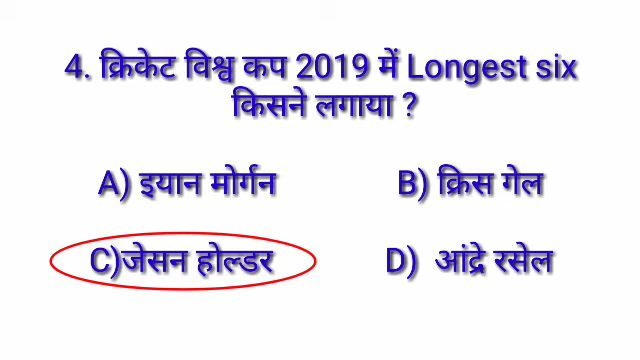 4. क्रिकेट विश्व कप 2019 में Longest six
किसने लगाया ?
A) इयान मोर्गन B) क्रिस गेल
C)जेसन होल्डर D) आंद्रे रसेल